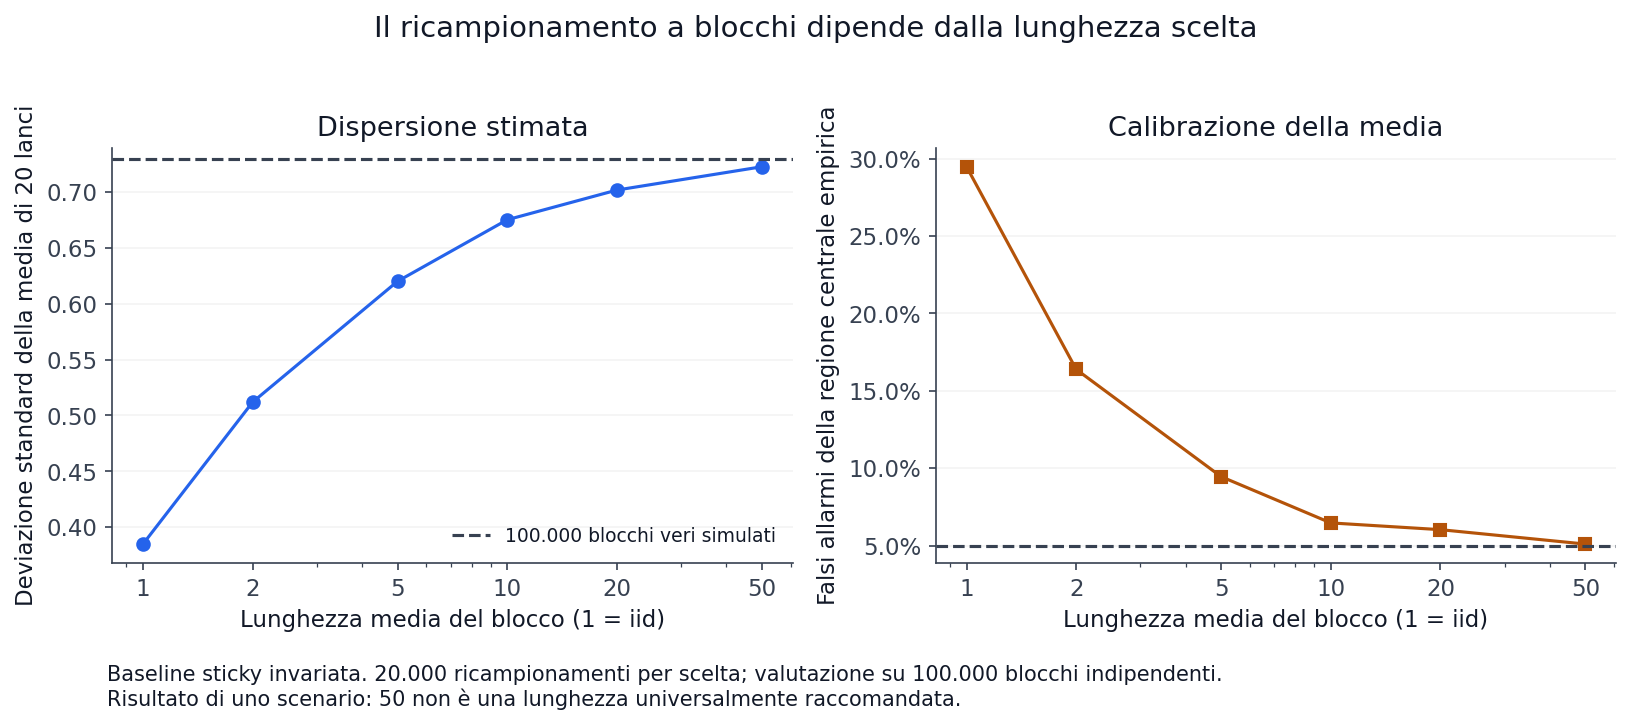 Il ricampionamento a blocchi dipende dalla lunghezza scelta
Dispersione stimata
Deviazione standard della media di 20 lanci
0.70
0.65
0.60
0.55
0.50
0.45
0.40
100.000 blocchi veri simulati
1 2 5 10 20 50
Lunghezza media del blocco (1 = iid)
Calibrazione della media
Falsi allarmi della regione centrale empirica
30.0%
25.0%
20.0%
15.0%
10.0%
5.0%
1 2 5 10 20 50
Lunghezza media del blocco (1 = iid)
Baseline sticky invariata. 20.000 ricampionamenti per scelta; valutazione su 100.000 blocchi indipendenti.
Risultato di uno scenario: 50 non è una lunghezza universalmente raccomandata.